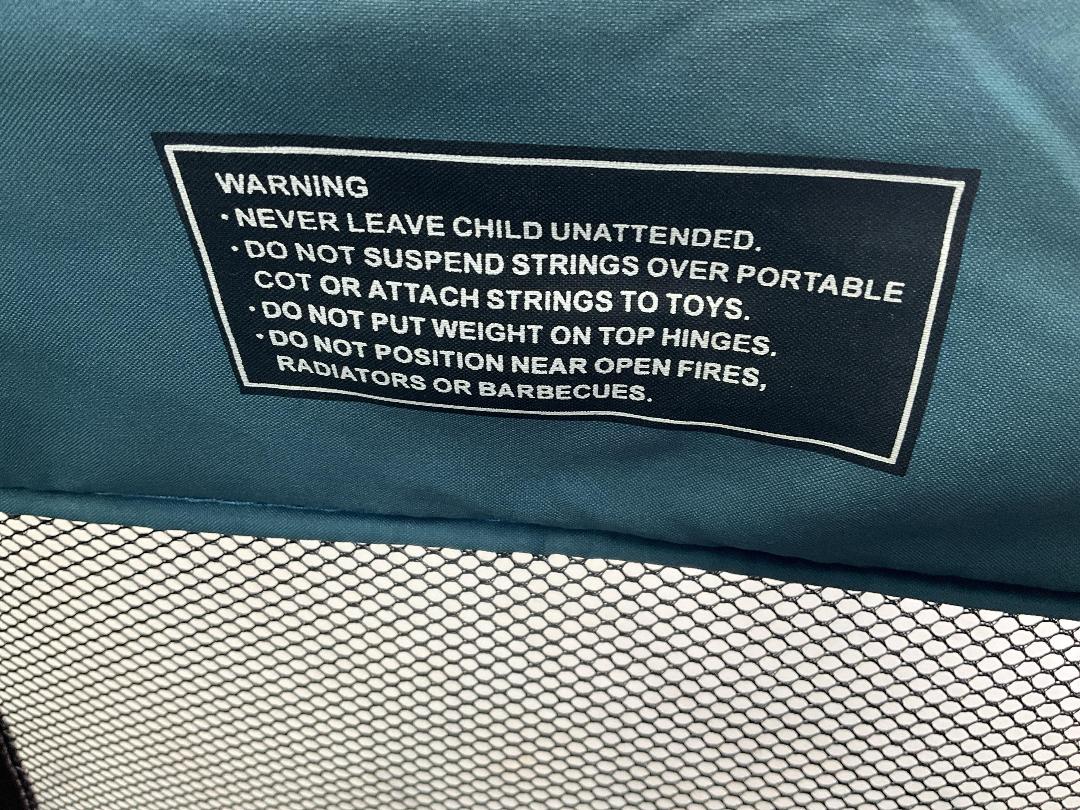 WARNING
•NEVER LEAVE CHILD UNATTENDED.
•DO NOT SUSPEND STRINGS OVER PORTABLE
COT OR ATTACH STRINGS TO TOYS.
•DO NOT PUT WEIGHT ON TOP HINGES.
•DO NOT POSITION NEAR OPEN FIRES,
RADIATORS OR BARBECUES.